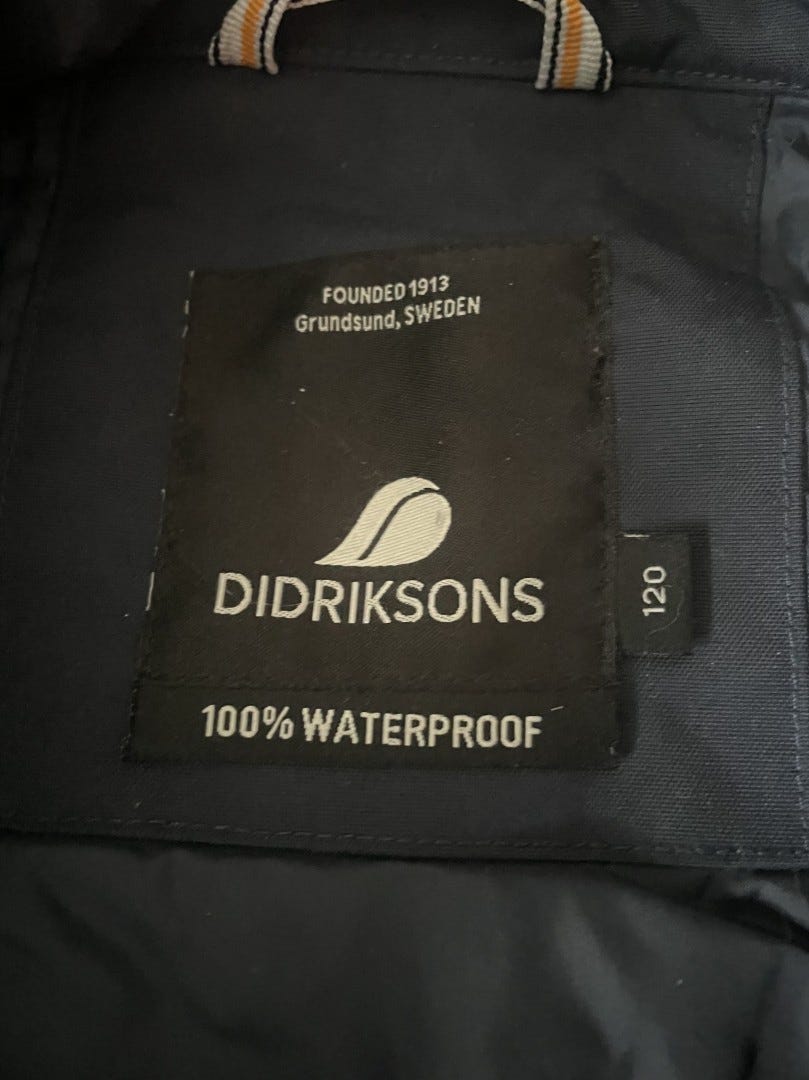 FOUNDED 1913
Grundsund, SWEDEN
DIDRIKSONS
120
100% WATERPROOF